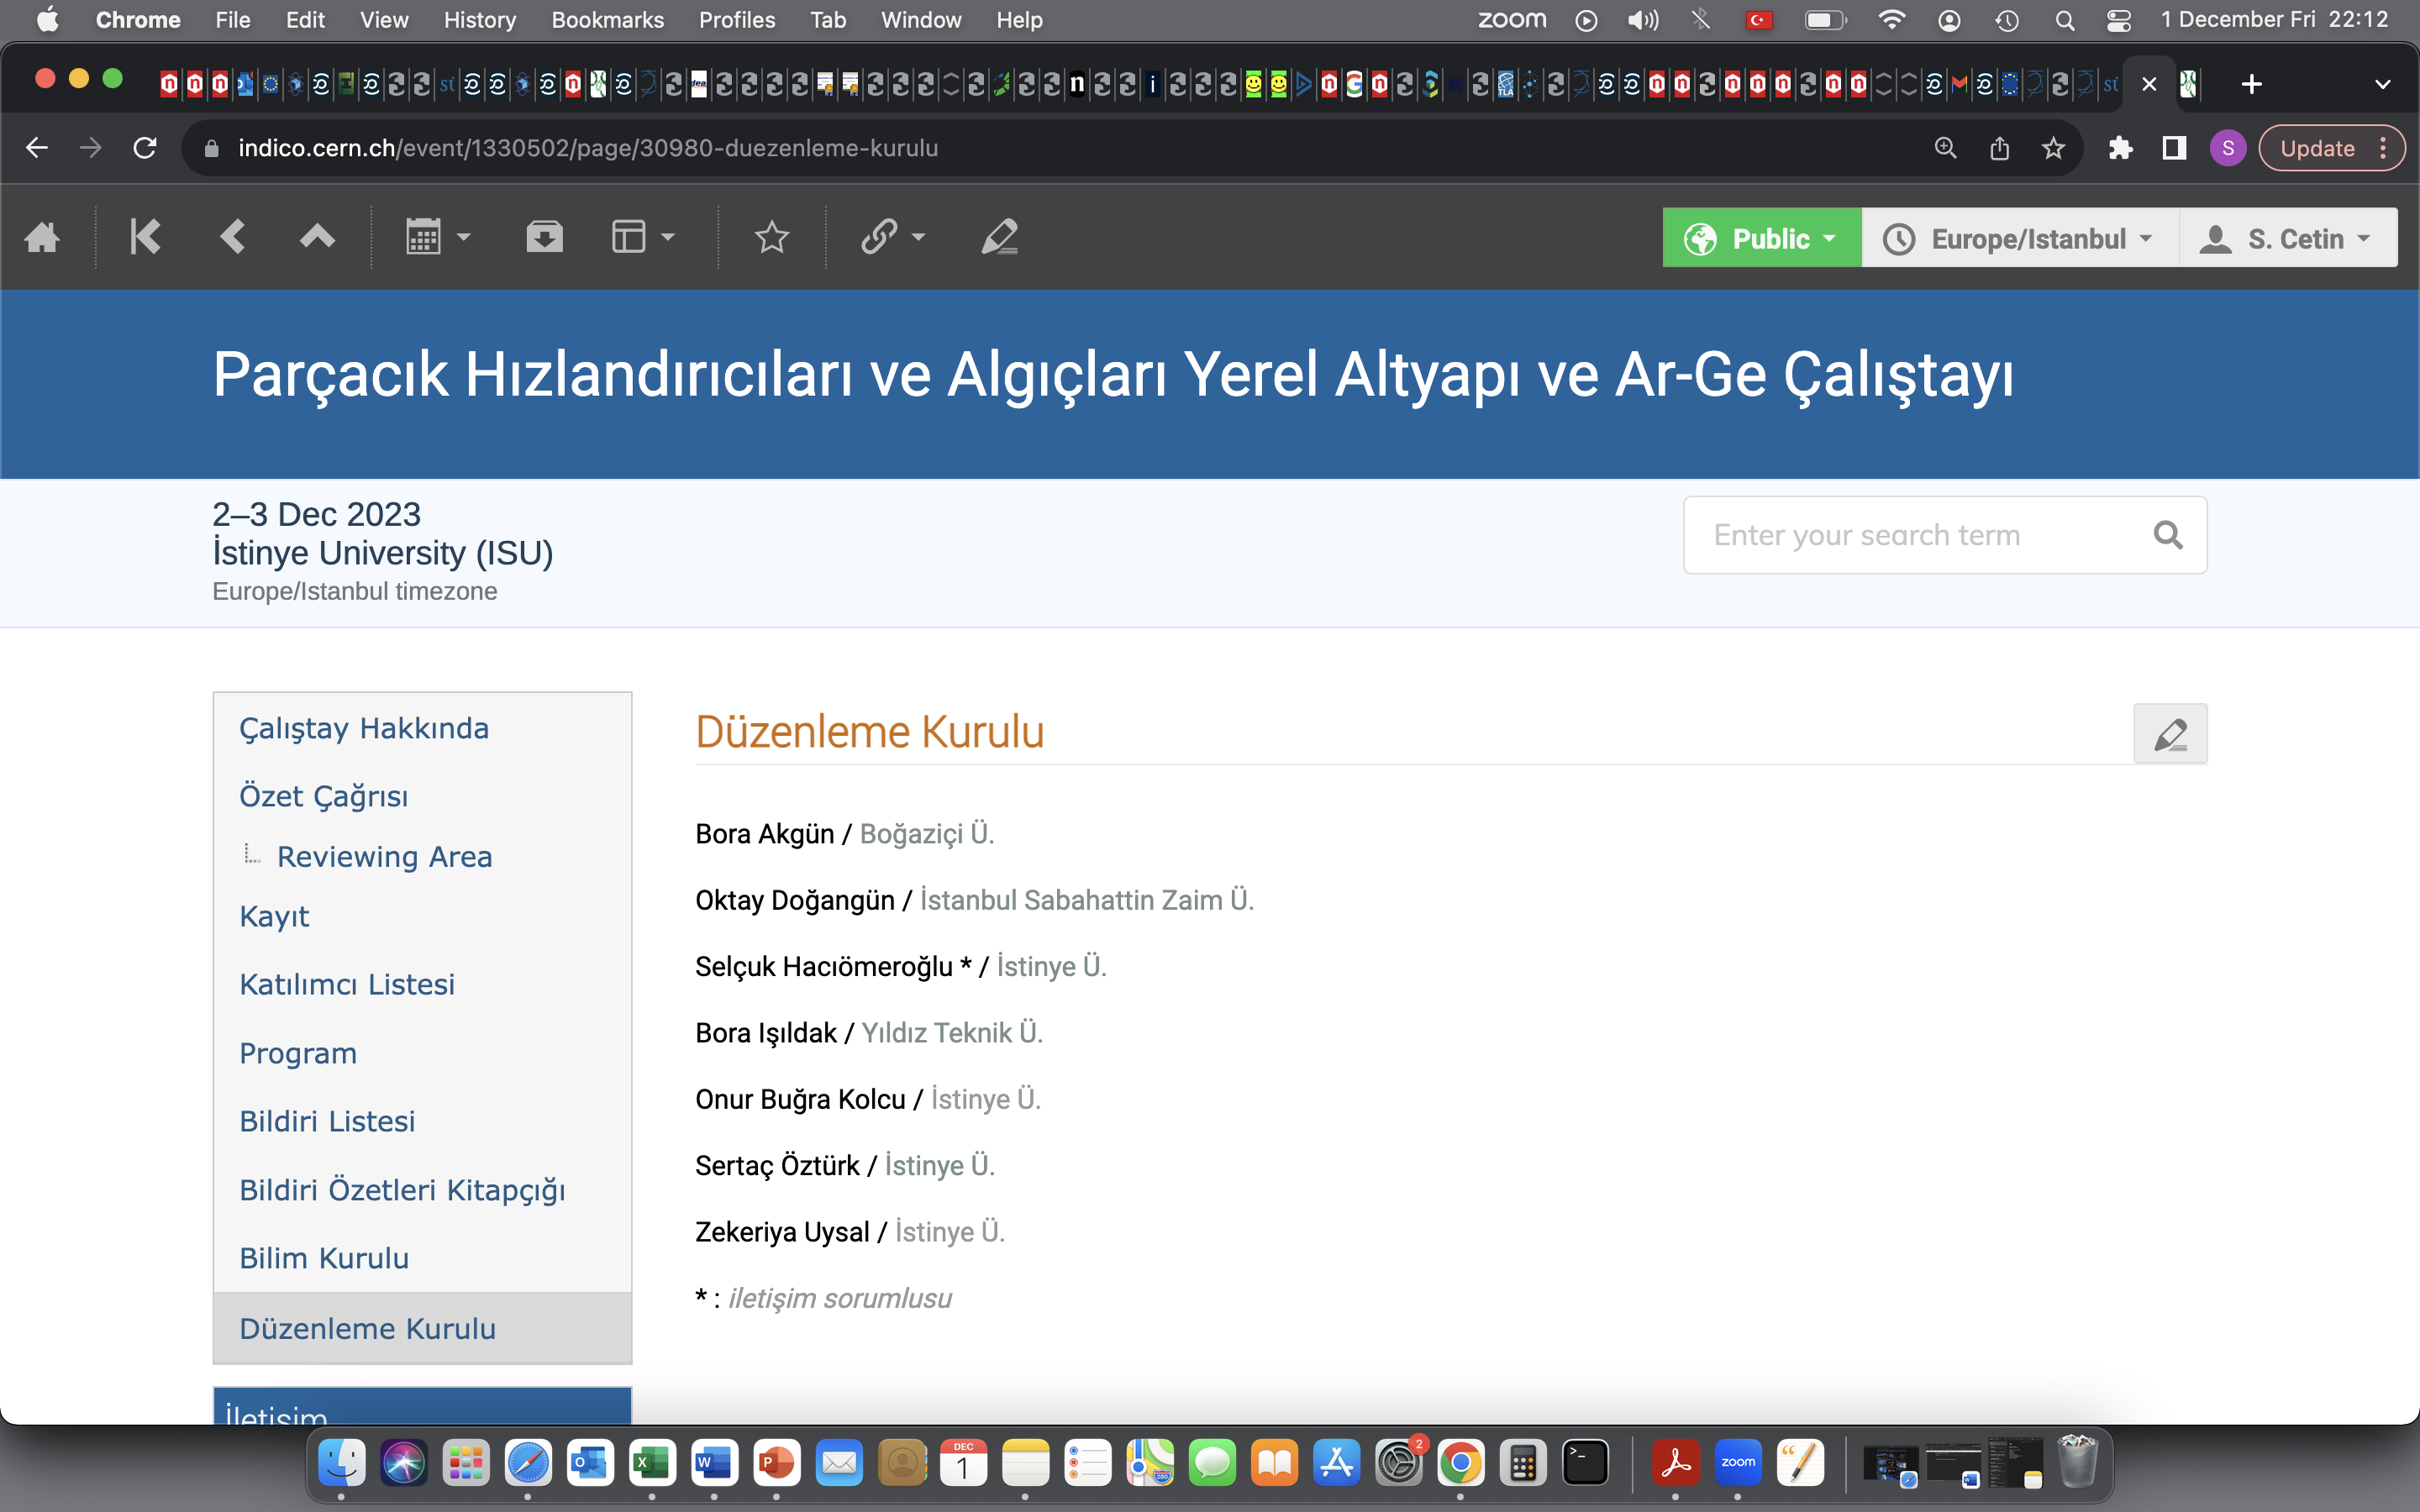 Chrome File Edit View History Bookmarks Profiles Tab Window Help zoom 1 December Fri 22:12
indico.cern.ch/event/1330502/page/30980-duezenleme-kurulu S Update
Public Europe/Istanbul S. Cetin
Parçacık Hızlandırıcıları ve Algıçları Yerel Altyapı ve Ar-Ge Çalıştayı
2–3 Dec 2023
İstinye University (ISU)
Europe/Istanbul timezone
Enter your search term
Çalıştay Hakkında
Özet Çağrısı
Reviewing Area
Kayıt
Katılımcı Listesi
Program
Bildiri Listesi
Bildiri Özetleri Kitapçığı
Bilim Kurulu
Düzenleme Kurulu
İletişim
Düzenleme Kurulu
Bora Akgün / Boğaziçi Ü.
Oktay Doğangün / İstanbul Sabahattin Zaim Ü.
Selçuk Hacıömeroğlu * / İstinye Ü.
Bora Işıldak / Yıldız Teknik Ü.
Onur Buğra Kolcu / İstinye Ü.
Sertaç Öztürk / İstinye Ü.
Zekeriya Uysal / İstinye Ü.
* : iletişim sorumlusu
DEC
1
2
zoom